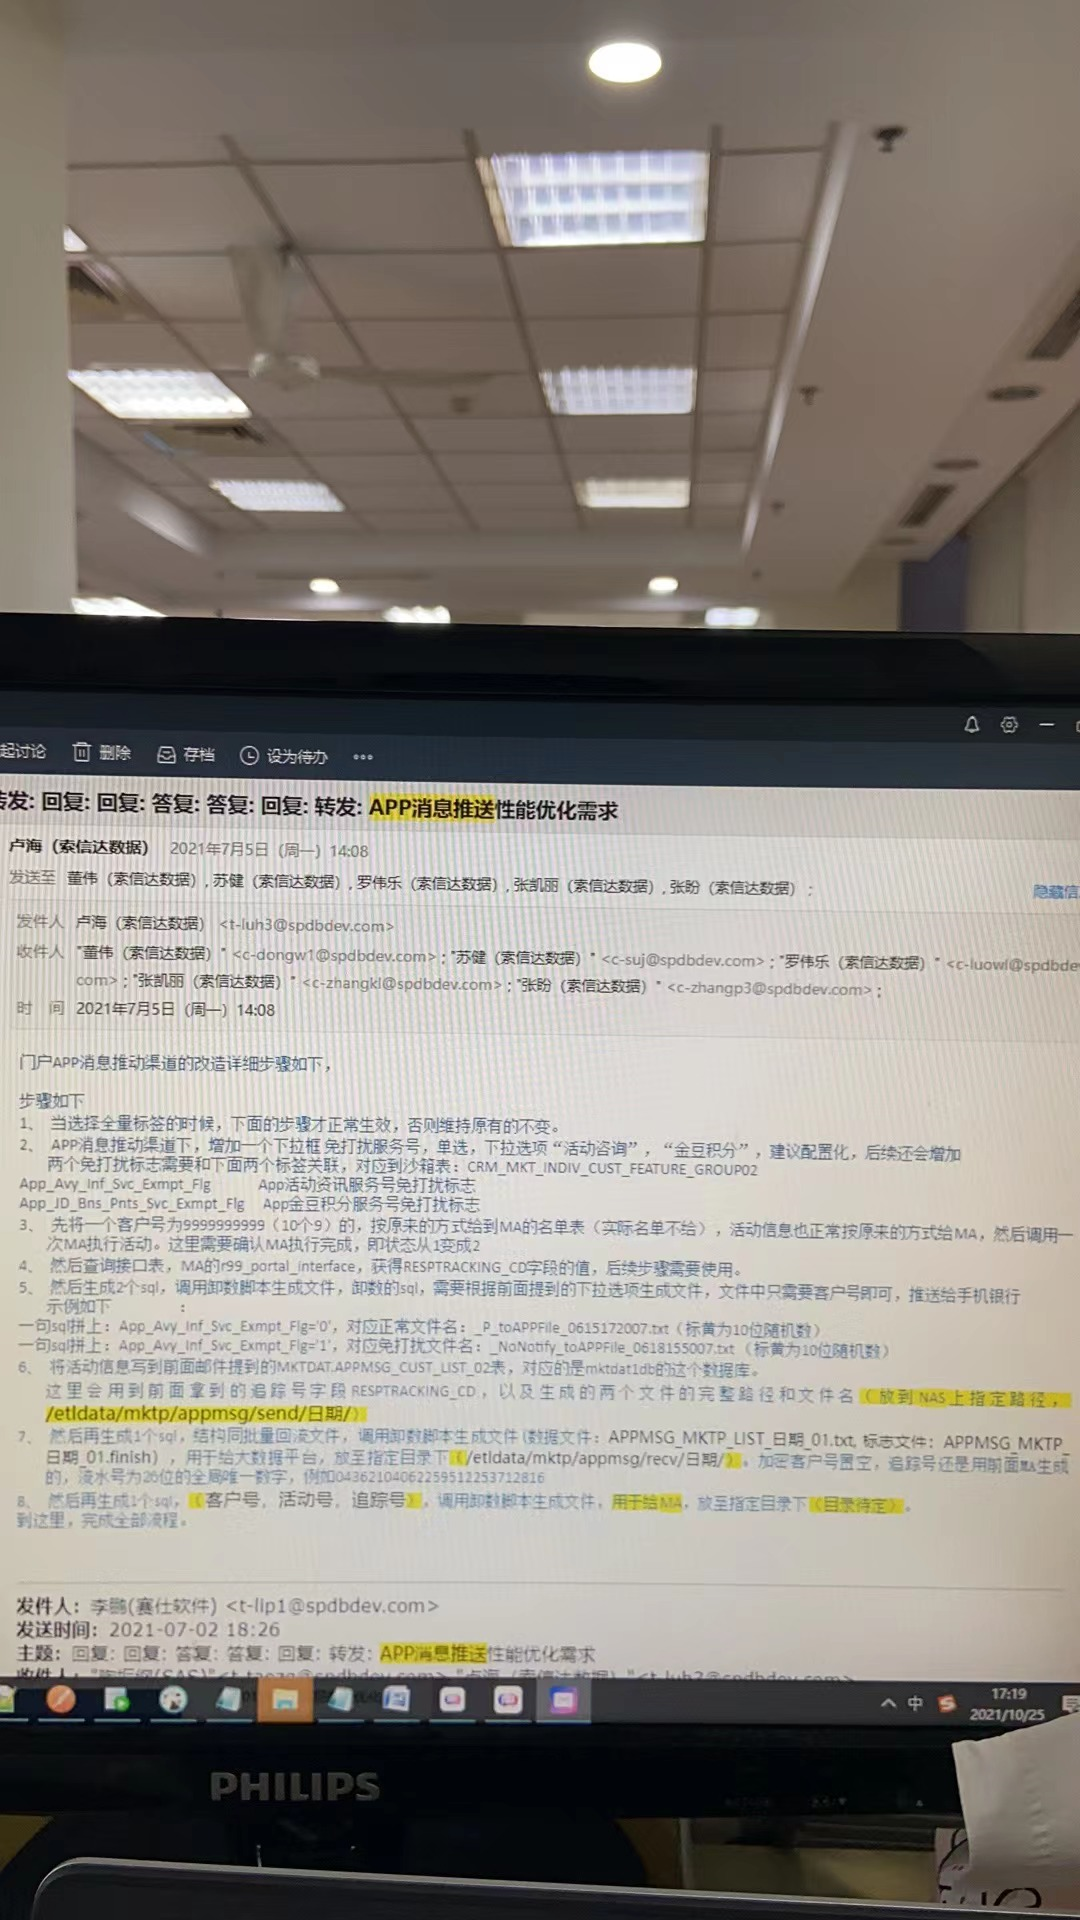 起讨论 删除 存档 设为待办 •••
转发: 回复: 回复: 答复: 答复: 回复: 转发: APP消息推送性能优化需求
卢海（索信达数据） 2021年7月5日（周一）14:08
发送至 董伟（索信达数据）, 苏健（索信达数据）, 罗伟乐（索信达数据）, 张凯丽（索信达数据）, 张盼（索信达数据）;
隐藏信
发件人 卢海（索信达数据） <t-luh3@spdbdev.com>
收件人 "董伟（索信达数据）" <c-dongw1@spdbdev.com>; "苏健（索信达数据）" <c-suj@spdbdev.com>; "罗伟乐（索信达数据）" <c-luowl@spdbdev
com>; "张凯丽（索信达数据）" <c-zhangkl@spdbdev.com>; "张盼（索信达数据）" <c-zhangp3@spdbdev.com>;
时 间 2021年7月5日（周一）14:08
门户APP消息推动渠道的改造详细步骤如下，
步骤如下
1、 当选择全量标签的时候，下面的步骤才正常生效，否则维持原有的不变。
2、 APP消息推动渠道下，增加一个下拉框 免打扰服务号，单选，下拉选项“活动咨询”，“金豆积分”，建议配置化，后续还会增加
两个免打扰标志需要和下面两个标签关联，对应到沙箱表：CRM_MKT_INDIV_CUST_FEATURE_GROUP02
App_Avy_Inf_Svc_Exmpt_Flg App活动资讯服务号免打扰标志
App_JD_Bns_Pnts_Svc_Exmpt_Flg App金豆积分服务号免打扰标志
3、 先将一个客户号为9999999999（10个9）的，按原来的方式给到MA的名单表（实际名单不给），活动信息也正常按原来的方式给MA，然后调用一
次MA执行活动。这里需要确认MA执行完成，即状态从1变成2
4、 然后查询接口表，MA的r99_portal_interface，获得RESPTRACKING_CD字段的值，后续步骤需要使用。
5、 然后生成2个sql，调用卸数脚本生成文件，卸数的sql，需要根据前面提到的下拉选项生成文件，文件中只需要客户号即可，推送给手机银行
示例如下 ：
一句sql拼上：App_Avy_Inf_Svc_Exmpt_Flg='0'，对应正常文件名：_P_toAPPFile_0615172007.txt（标黄为10位随机数）
一句sql拼上：App_Avy_Inf_Svc_Exmpt_Flg='1'，对应免打扰文件名：_NoNotify_toAPPFile_0618155007.txt（标黄为10位随机数）
6、 将活动信息写到前面邮件提到的MKTDAT.APPMSG_CUST_LIST_02表，对应的是mktdat1db的这个数据库。
这里会用到前面拿到的追踪号字段RESPTRACKING_CD，以及生成的两个文件的完整路径和文件名（放到NAS上指定路径，
/etldata/mktp/appmsg/send/日期/）
7、 然后再生成1个sql，结构同批量回流文件，调用卸数脚本生成文件(数据文件：APPMSG_MKTP_LIST_日期_01.txt, 标志文件：APPMSG_MKTP_
日期_01.finish），用于给大数据平台，放至指定目录下（/etldata/mktp/appmsg/recv/日期/）。加密客户号置空，追踪号还是用前面MA生成
的，流水号为26位的全局唯一数字，例如04362104062259512253712816
8、 然后再生成1个sql，（客户号，活动号，追踪号），调用卸数脚本生成文件，用于给MA，放至指定目录下（目录待定）。
到这里，完成全部流程。
发件人: 李鹏(赛仕软件) <t-lip1@spdbdev.com>
发送时间: 2021-07-02 18:26
主题: 回复: 回复: 答复: 答复: 回复: 转发: APP消息推送性能优化需求
中
17:19
2021/10/25
PHILIPS